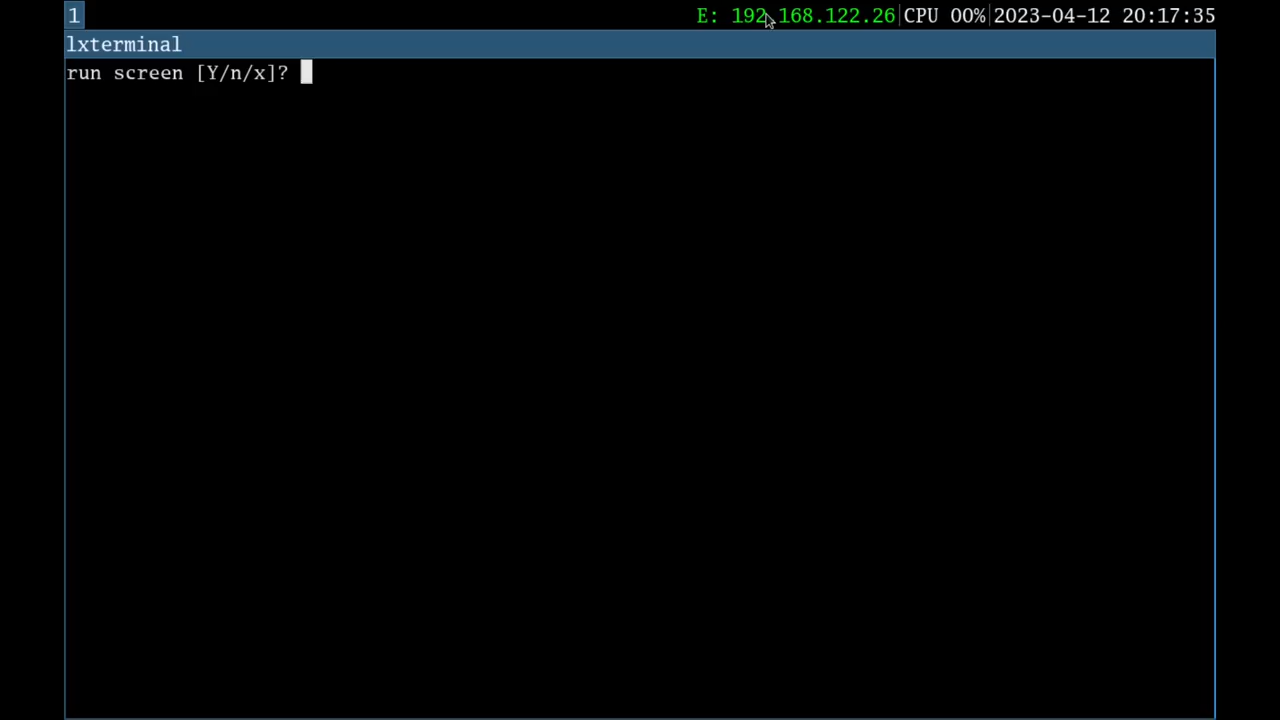 1
E: 192.168.122.26 CPU 00% 2023-04-12 20:17:35
lxterminal
run screen [Y/n/x]?